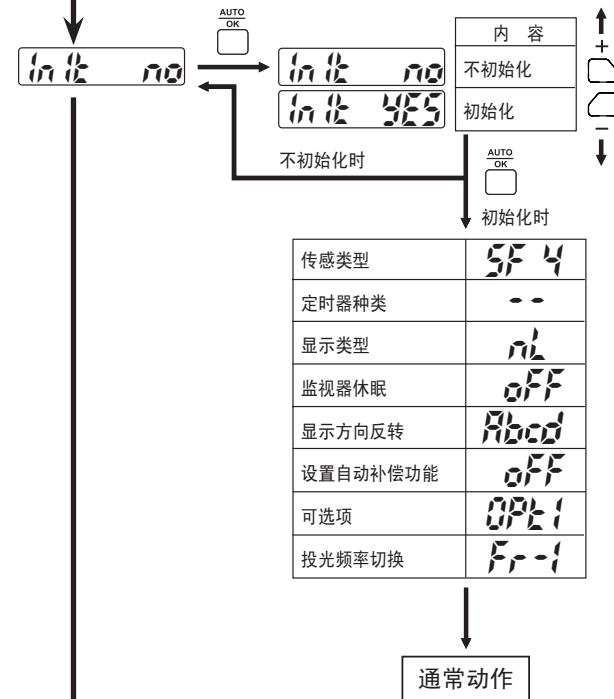 AUTO
OK
Init no
Init no
Init YES
内 容
不初始化
初始化
+
−
不初始化时
AUTO
OK
初始化时
传感类型 SF 4
定时器种类 --
显示类型 nL
监视器休眠 oFF
显示方向反转 Abcd
设置自动补偿功能 oFF
可选项 OPt1
投光频率切换 Fr-1
通常动作